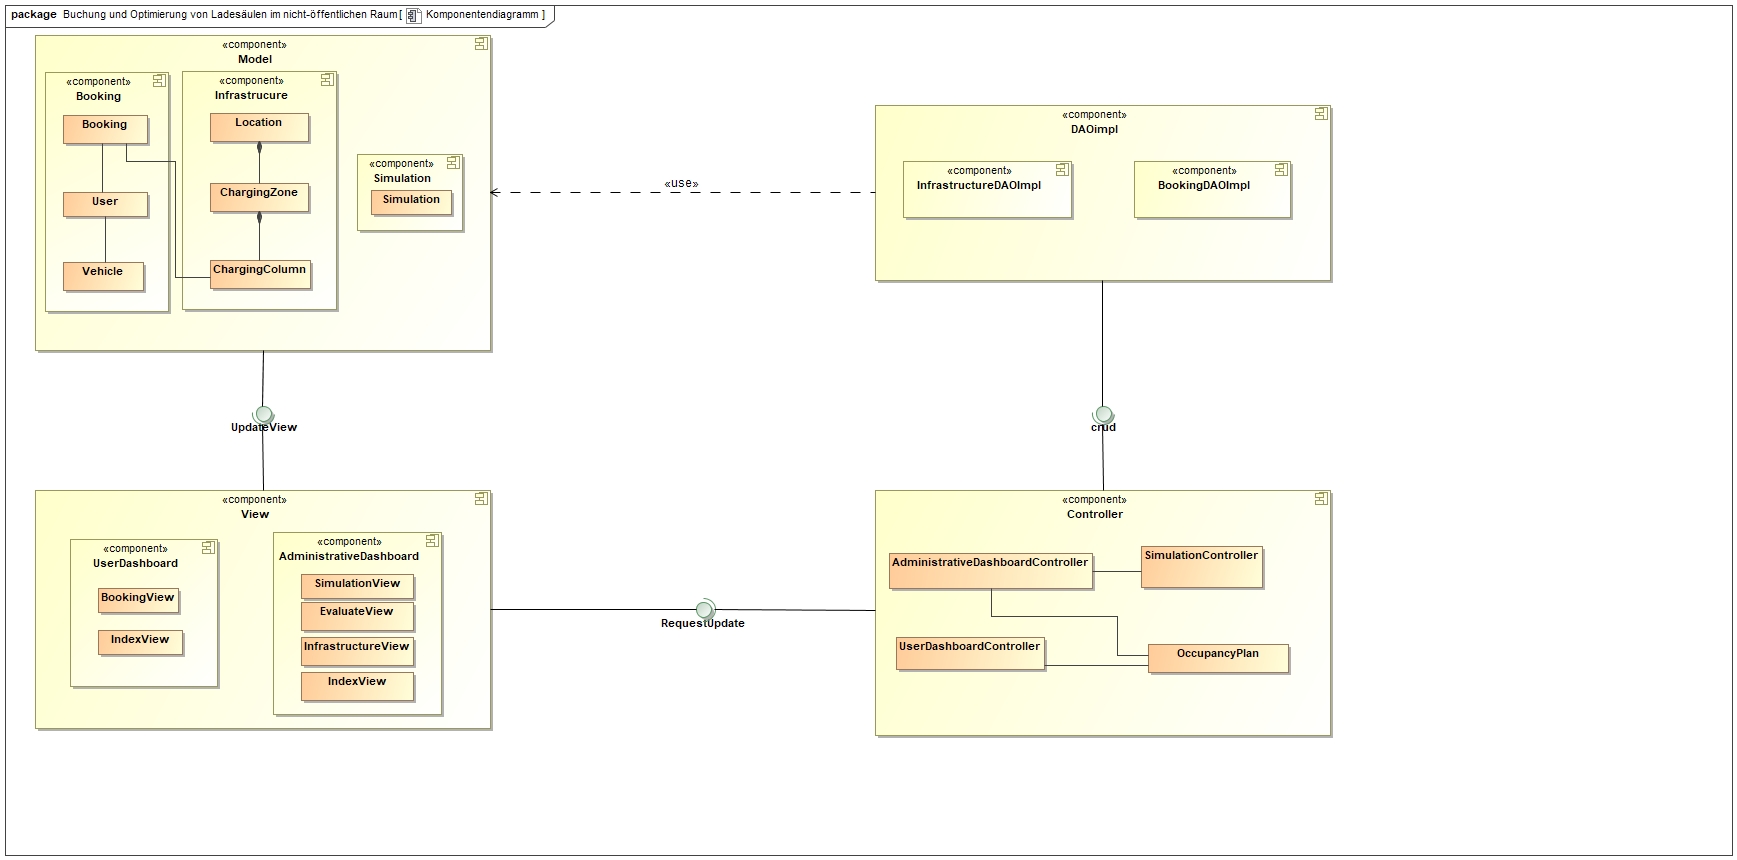 package Buchung und Optimierung von Ladesäulen im nicht-öffentlichen Raum [ Komponentendiagramm ]
«component»
Model
«component»
Booking
Booking
User
Vehicle
«component»
Infrastrucure
Location
ChargingZone
ChargingColumn
«component»
Simulation
Simulation
«use»
«component»
DAOimpl
«component»
InfrastructureDAOImpl
«component»
BookingDAOImpl
UpdateView
crud
«component»
View
«component»
UserDashboard
BookingView
IndexView
«component»
AdministrativeDashboard
SimulationView
EvaluateView
InfrastructureView
IndexView
RequestUpdate
«component»
Controller
AdministrativeDashboardController
SimulationController
UserDashboardController
OccupancyPlan